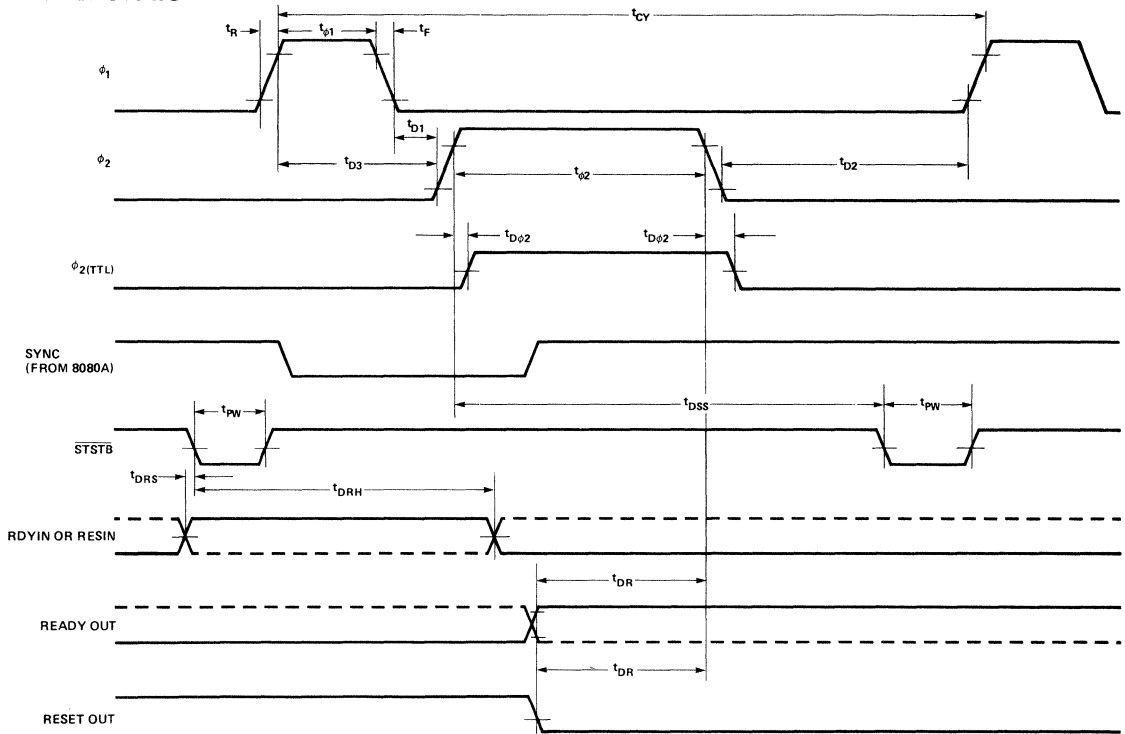 tCY
tR
tφ1
tF
φ1
tD1
φ2
tD3
tφ2
tD2
tDφ2
tDφ2
φ2(TTL)
SYNC
(FROM 8080A)
tDSS
tPW
tPW
STSTB
tDRS
tDRH
RDYIN OR RESIN
tDR
READY OUT
tDR
RESET OUT